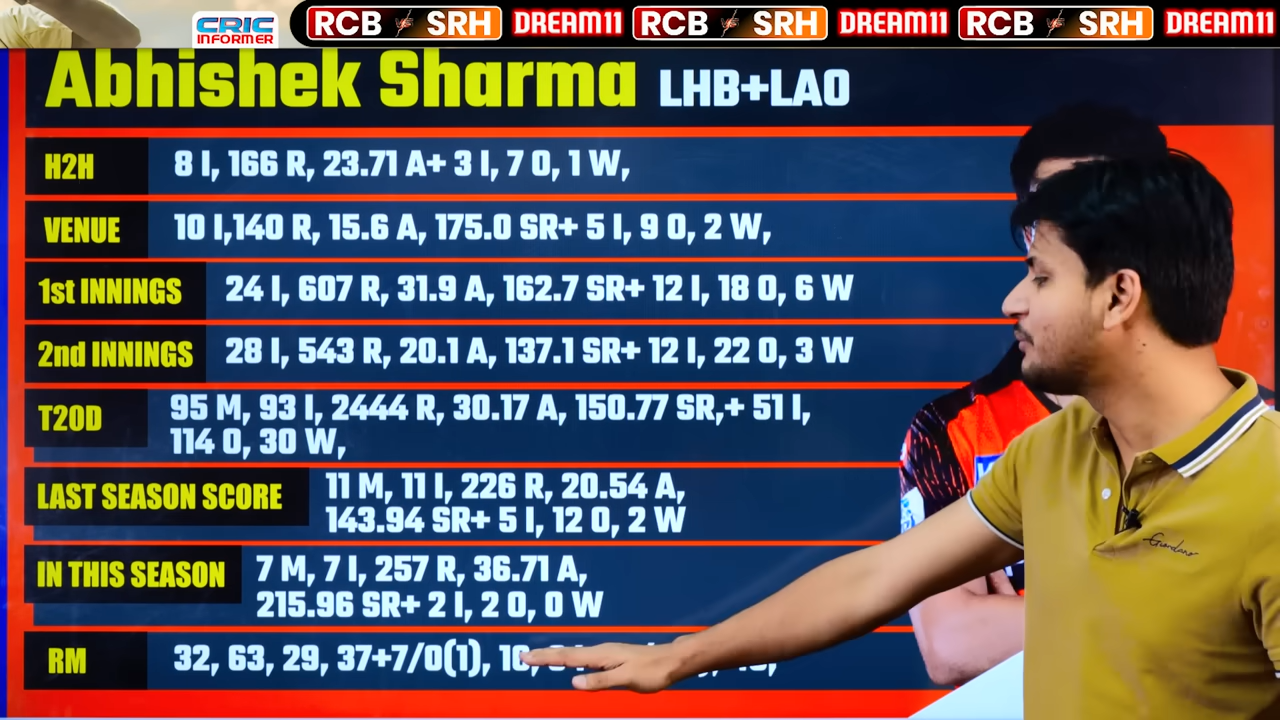 CRIC
INFORMER
RCB SRH DREAM11 RCB SRH DREAM11 RCB SRH DREAM11
Abhishek Sharma LHB+LAO
H2H 8 I, 166 R, 23.71 A+ 3 I, 7 O, 1 W,
VENUE 10 I,140 R, 15.6 A, 175.0 SR+ 5 I, 9 O, 2 W,
1st INNINGS 24 I, 607 R, 31.9 A, 162.7 SR+ 12 I, 18 O, 6 W
2nd INNINGS 28 I, 543 R, 20.1 A, 137.1 SR+ 12 I, 22 O, 3 W
T20D 95 M, 93 I, 2444 R, 30.17 A, 150.77 SR,+ 51 I,
114 O, 30 W,
LAST SEASON SCORE 11 M, 11 I, 226 R, 20.54 A,
143.94 SR+ 5 I, 12 O, 2 W
IN THIS SEASON 7 M, 7 I, 257 R, 36.71 A,
215.96 SR+ 2 I, 2 O, 0 W
RM 32, 63, 29, 37+7/0(1),
Giordano